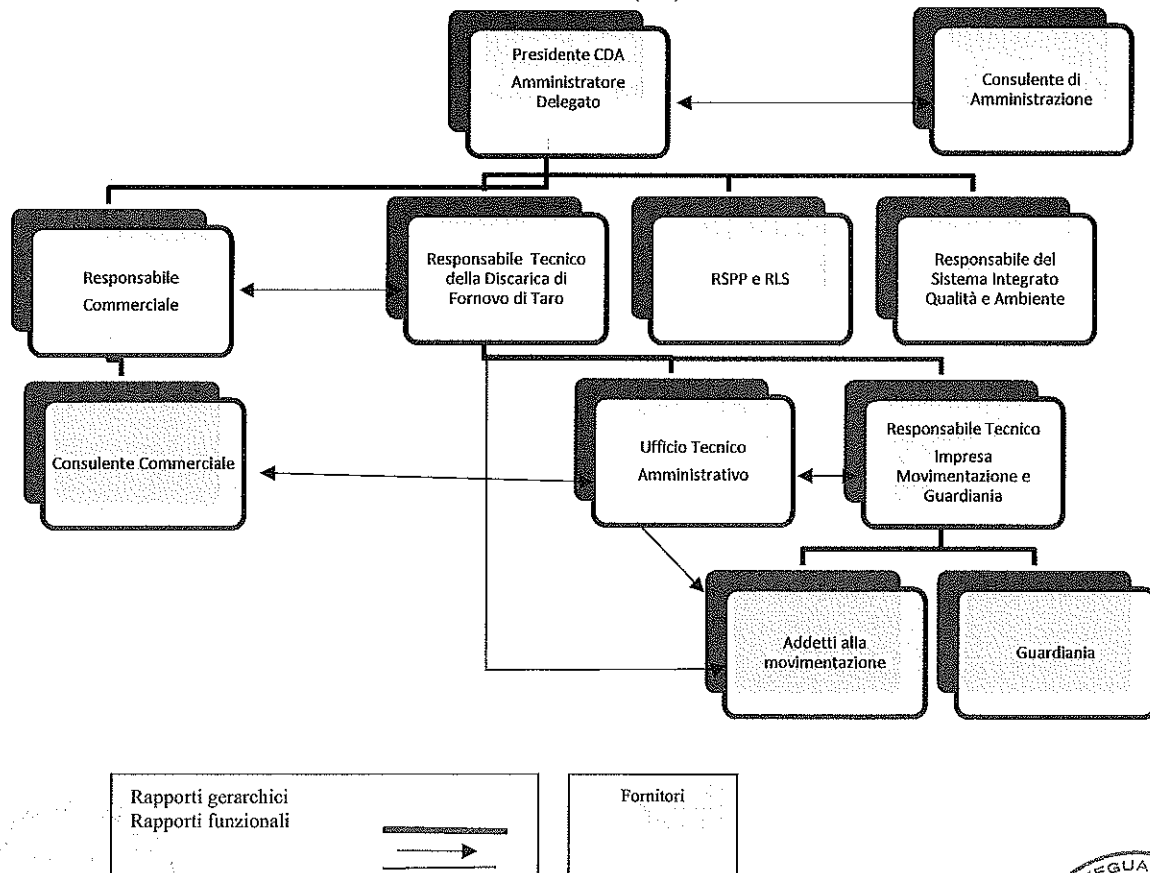 Presidente CDA
Amministratore
Delegato
Consulente di
Amministrazione
Responsabile
Commerciale
Responsabile Tecnico
della Discarica di
Fornovo di Taro
RSPP e RLS
Responsabile del
Sistema Integrato
Qualità e Ambiente
Consulente Commerciale
Ufficio Tecnico
Amministrativo
Responsabile Tecnico
Impresa
Movimentazione e
Guardiania
Addetti alla
movimentazione
Guardiania
Rapporti gerarchici
Rapporti funzionali
Fornitori